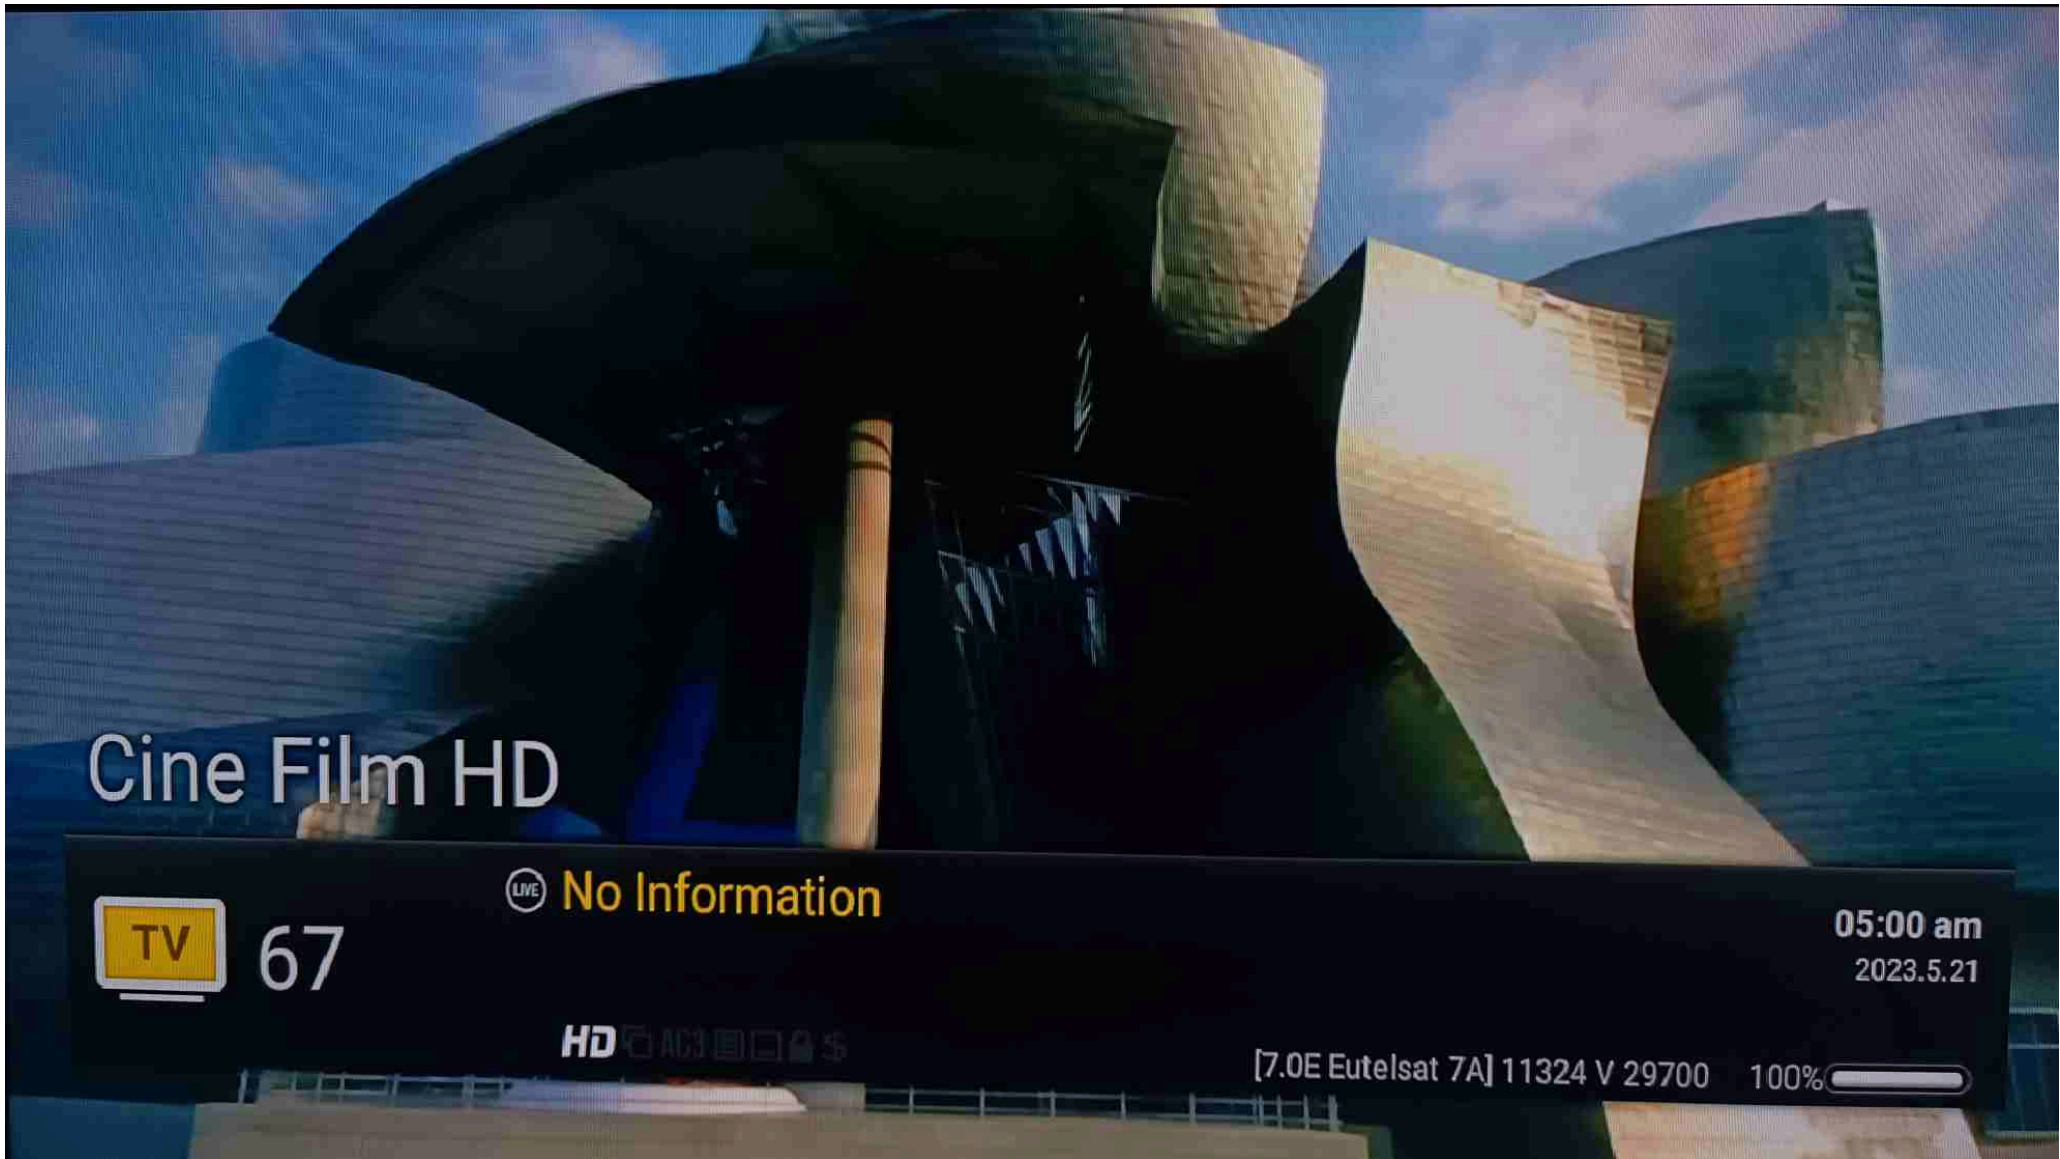 Cine Film HD
LIVE No Information
TV 67
05:00 am
2023.5.21
HD AC3 $
[7.0E Eutelsat 7A] 11324 V 29700 100%